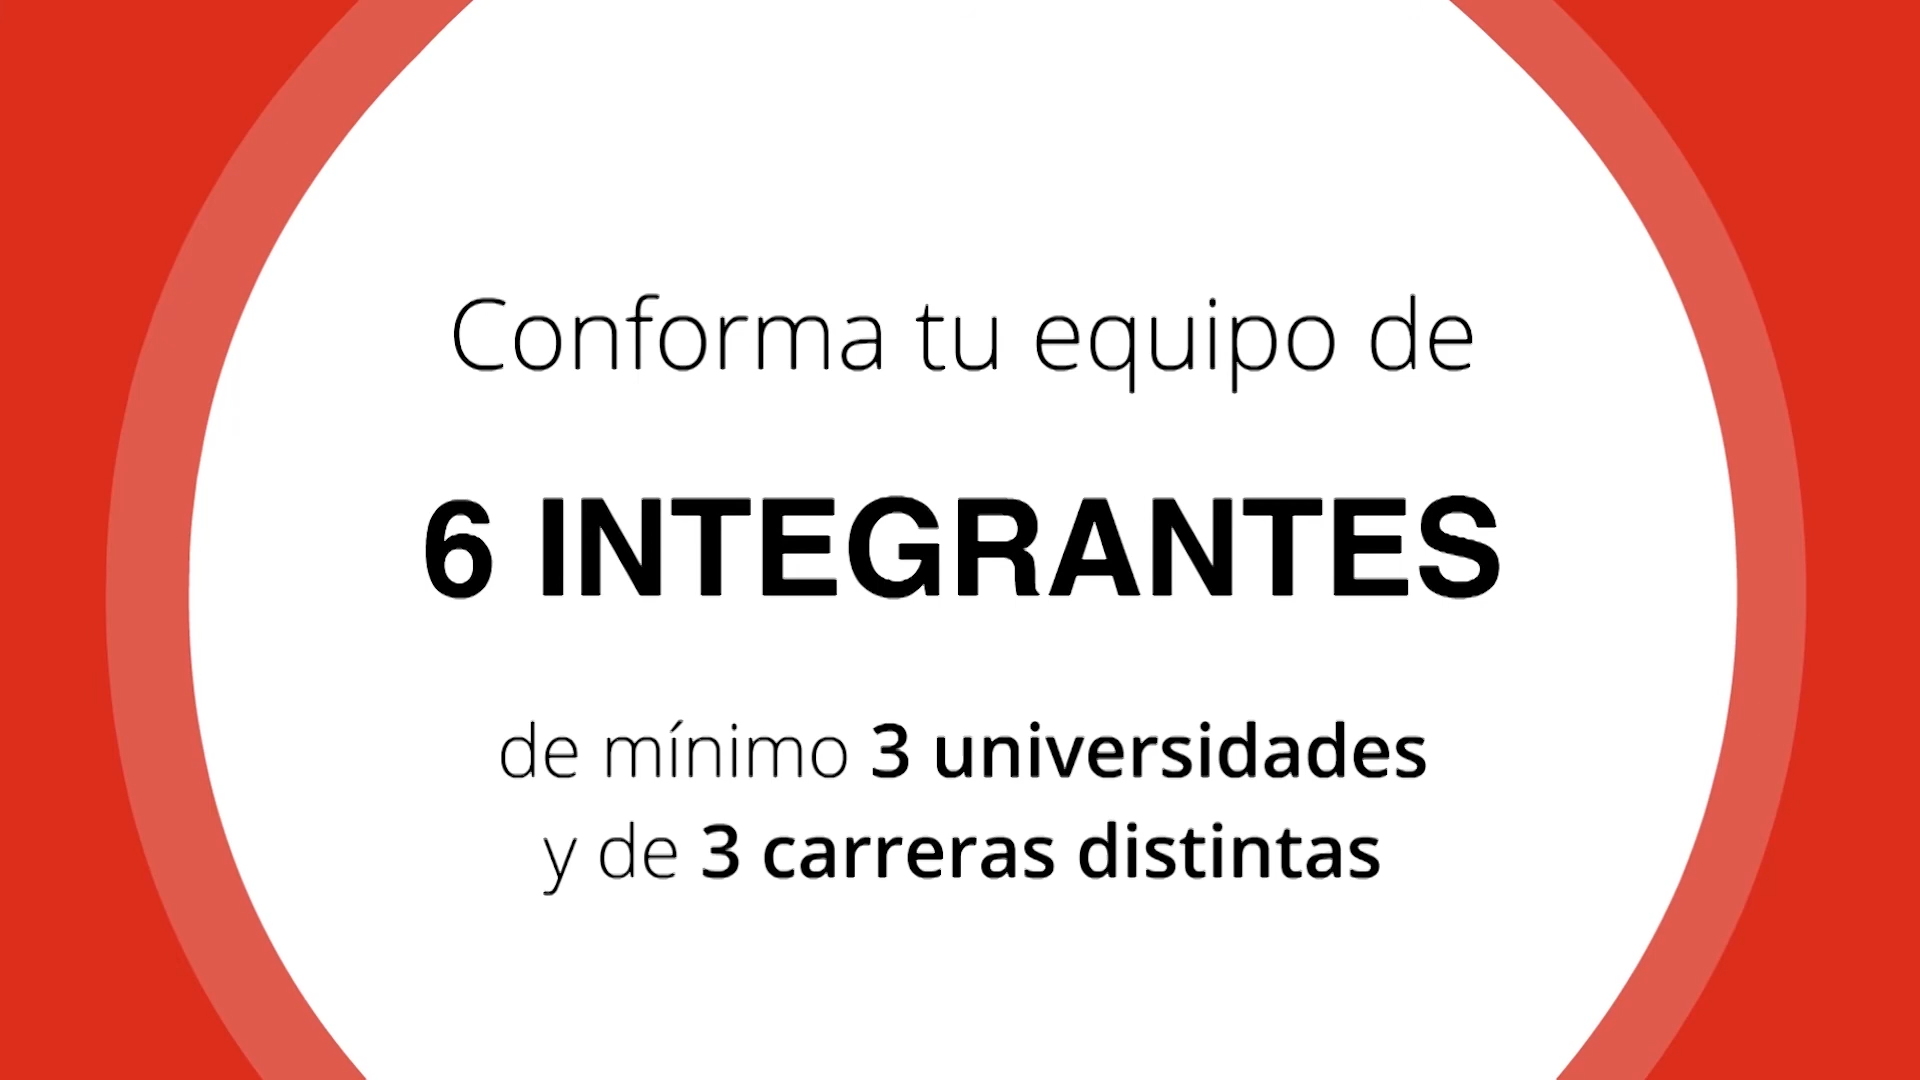 Conforma tu equipo de
6 INTEGRANTES
de mínimo 3 universidades
y de 3 carreras distintas